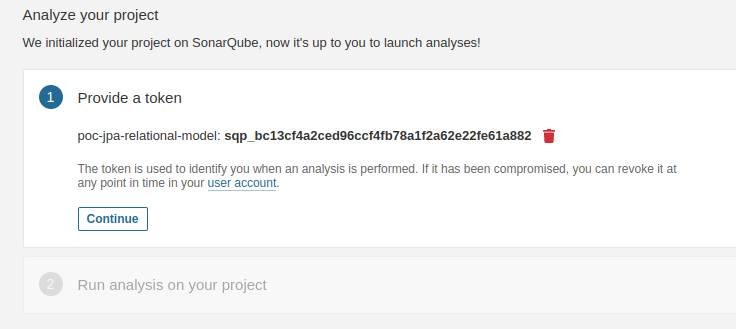 Analyze your project
We initialized your project on SonarQube, now it's up to you to launch analyses!
1 Provide a token
poc-jpa-relational-model: sqp_bc13cf4a2ced96ccf4fb78a1f2a62e22fe61a882
The token is used to identify you when an analysis is performed. If it has been compromised, you can revoke it at
any point in time in your user account.
Continue
2 Run analysis on your project